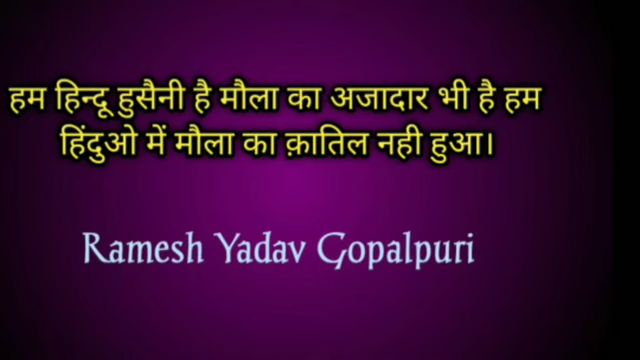 हम हिन्दू हुसैनी है मौला का अजादार भी है हम
हिंदुओ में मौला का क़ातिल नही हुआ।
Ramesh Yadav Gopalpuri